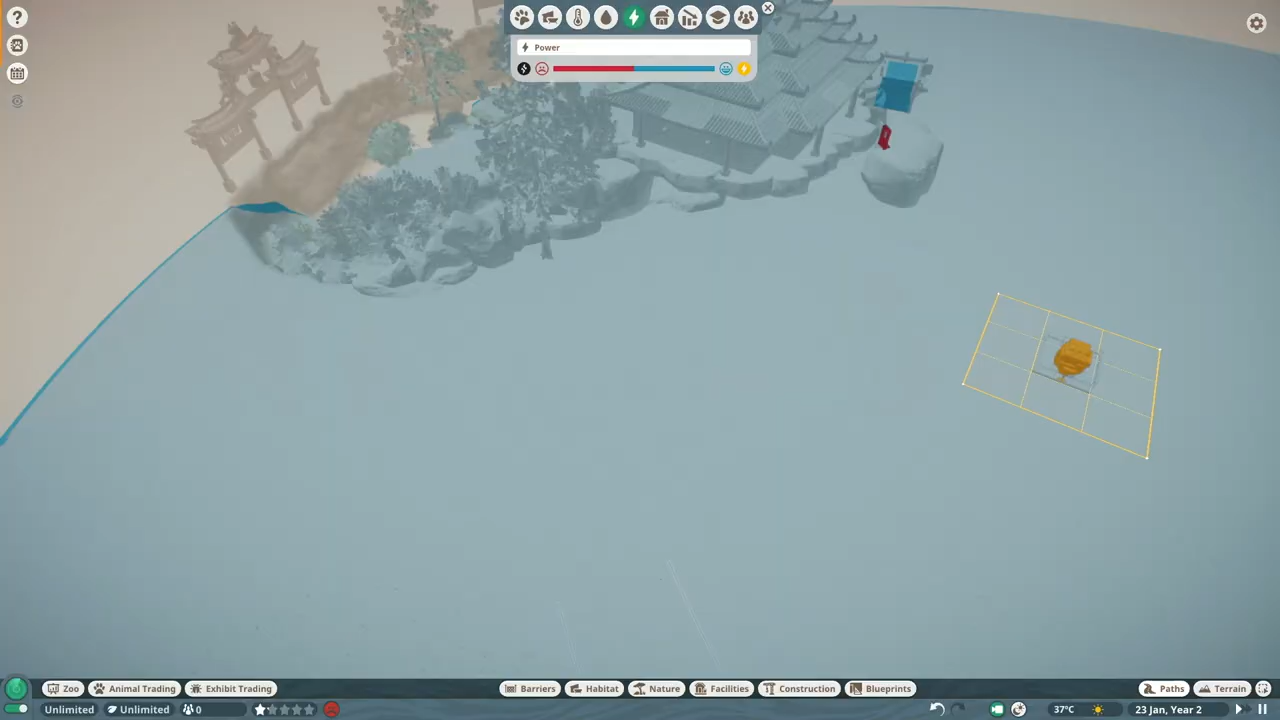 Power
Zoo
Animal Trading
Exhibit Trading
Barriers
Habitat
Nature
Facilities
Construction
Blueprints
Paths
Terrain
Unlimited
Unlimited
0
37°C
23 Jan, Year 2